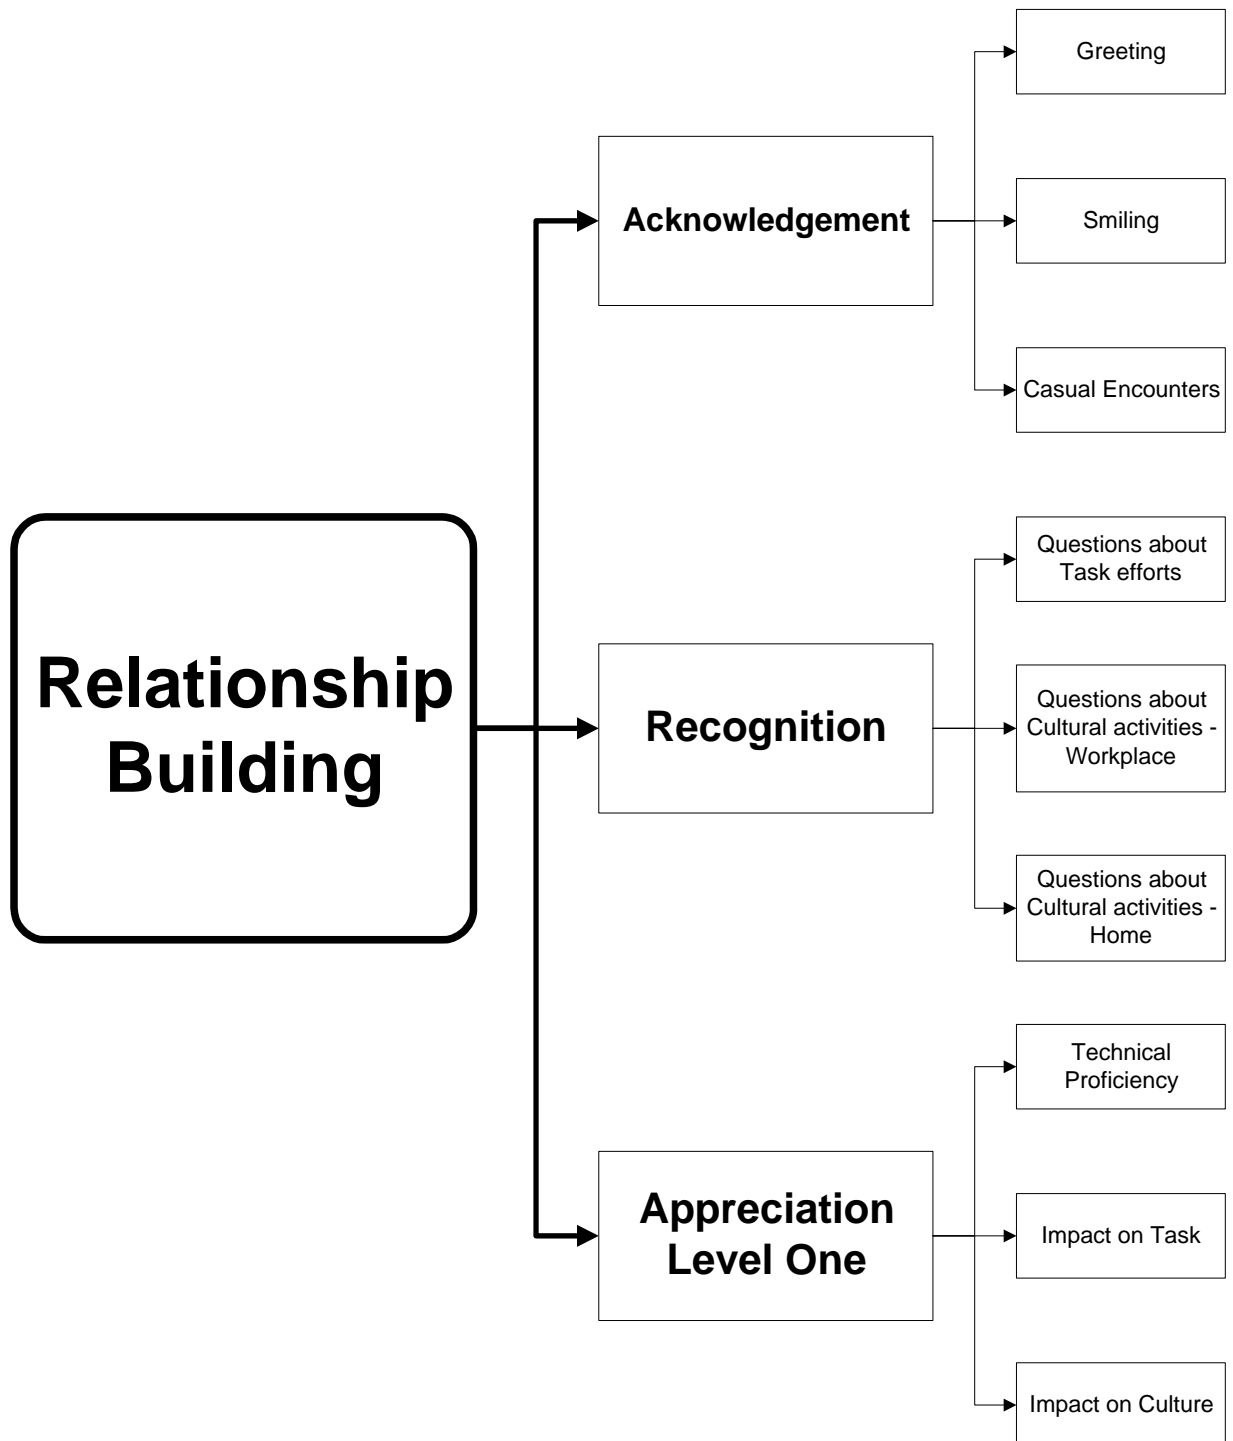 Greeting
Acknowledgement
Smiling
Casual Encounters
Relationship
Building
Questions about
Task efforts
Recognition
Questions about
Cultural activities -
Workplace
Questions about
Cultural activities -
Home
Technical
Proficiency
Appreciation
Level One
Impact on Task
Impact on Culture